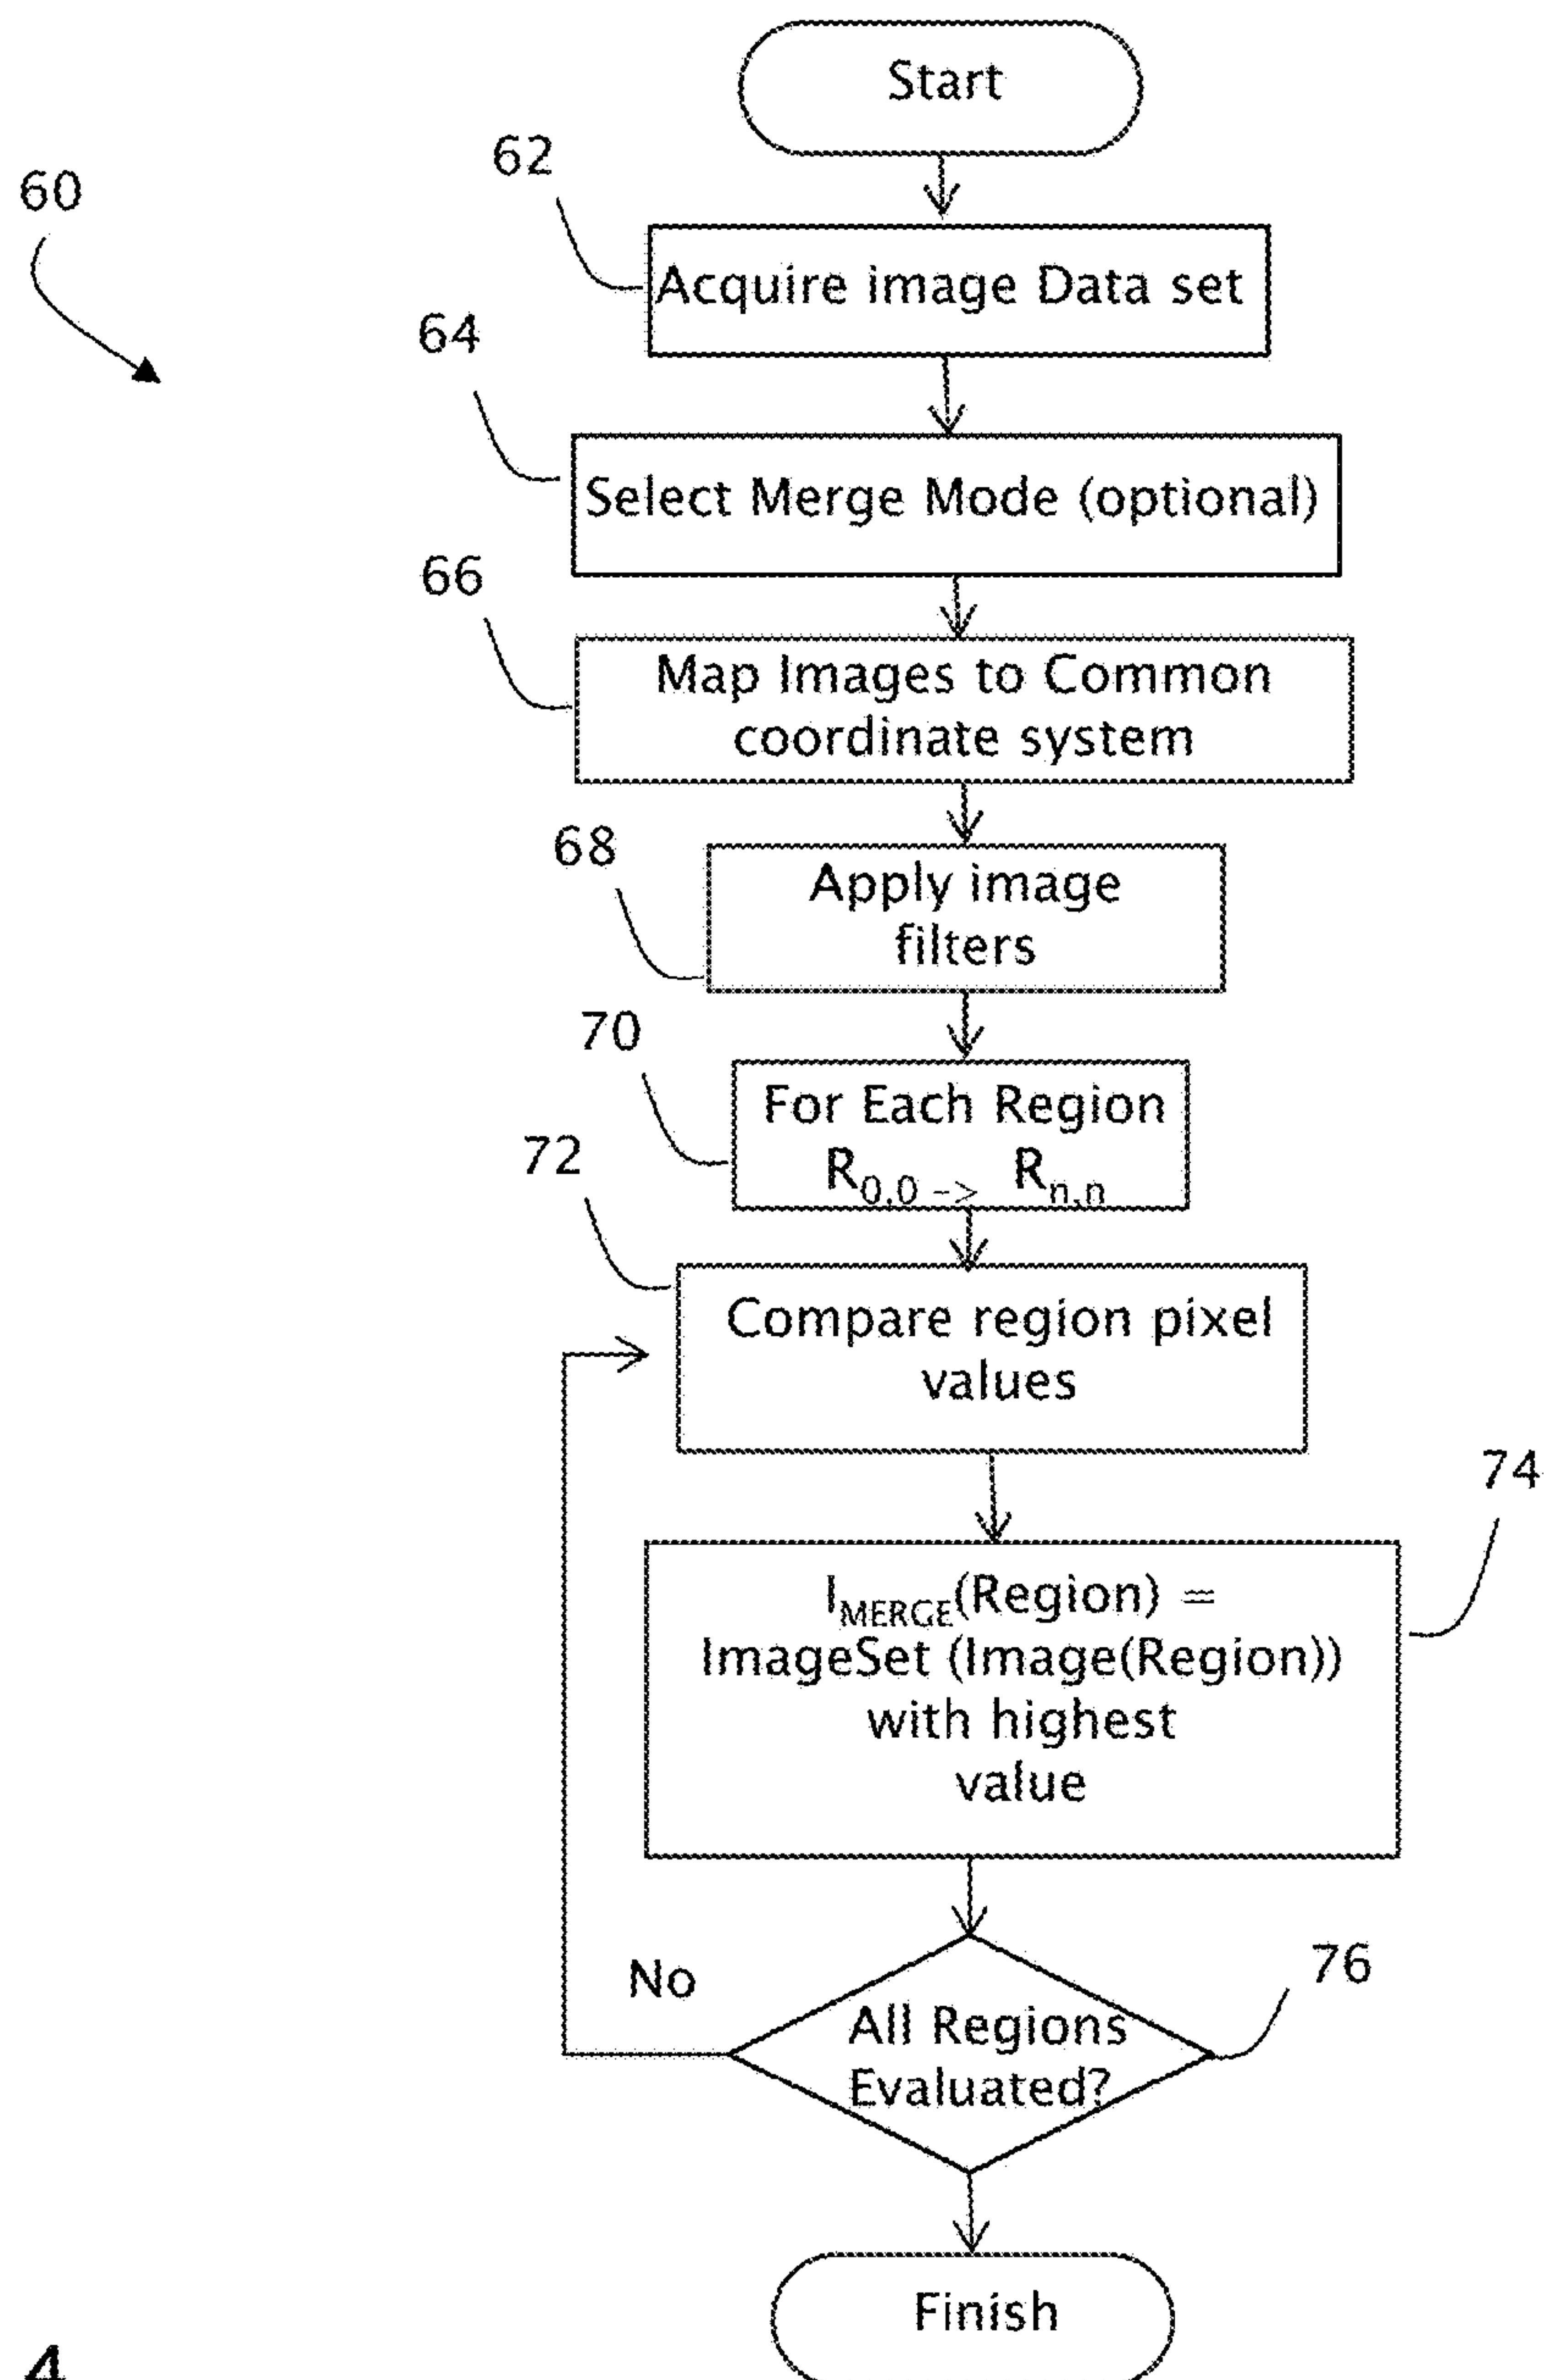 Start
62
60
Acquire image Data set
64
Select Merge Mode (optional)
66
Map Images to Common
coordinate system
68
Apply image
filters
70
For Each Region
R0,0 -> Rn,n
72
Compare region pixel
values
74
IMERGE(Region) =
ImageSet (Image(Region))
with highest
value
No
76
All Regions
Evaluated?
Finish
4